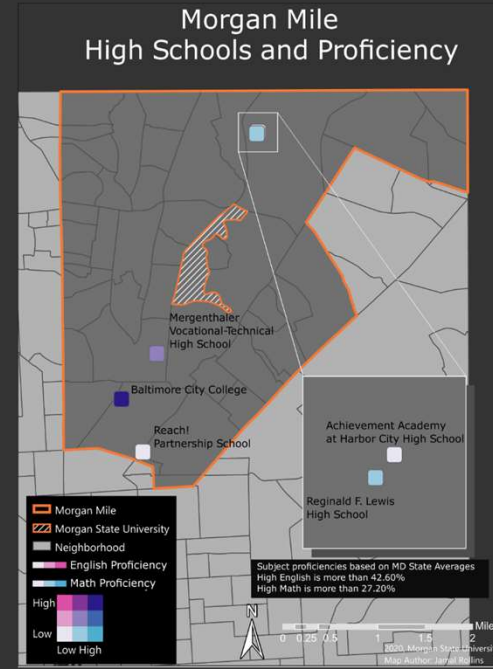 Morgan Mile
High Schools and Proficiency
Mergenthaler
Vocational-Technical
High School
Baltimore City College
Reach!
Partnership School
Achievement Academy
at Harbor City High School
Reginald F. Lewis
High School
Morgan Mile
Morgan State University
Neighborhood
English Proficiency
Math Proficiency
High
Low
Low High
Subject proficiencies based on MD State Averages
High English is more than 42.60%
High Math is more than 27.20%
N
Mile
0 0.25 0.5 1 1.5 2
2020, Morgan State Universi
Map Author: Jamal Rollins